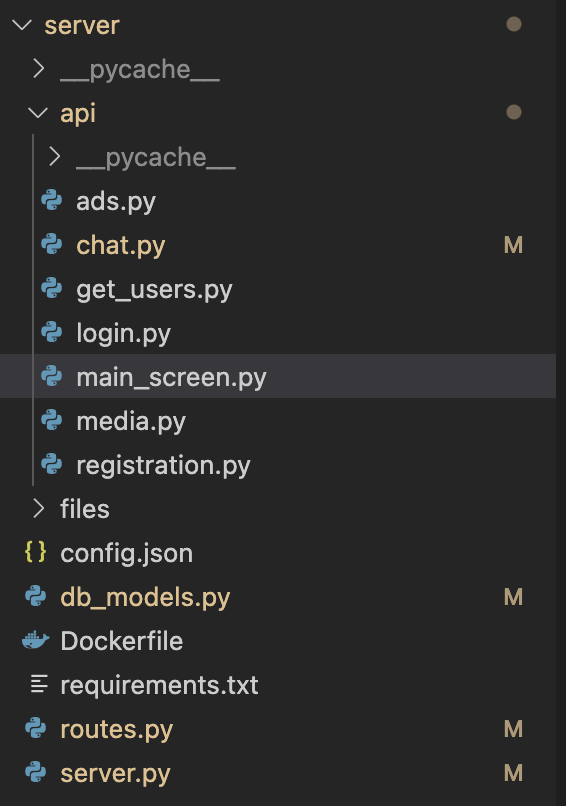 server
__pycache__
api
__pycache__
ads.py
chat.py M
get_users.py
login.py
main_screen.py
media.py
registration.py
files
{} config.json
db_models.py M
Dockerfile
requirements.txt
routes.py M
server.py M